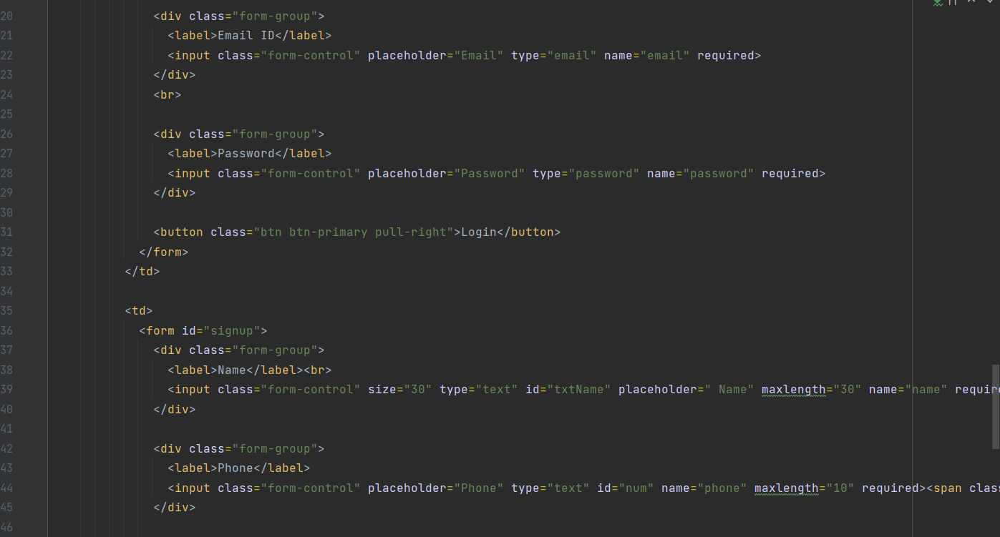 20 <div class="form-group">
21 <label>Email ID</label>
22 <input class="form-control" placeholder="Email" type="email" name="email" required>
23 </div>
24 <br>
25
26 <div class="form-group">
27 <label>Password</label>
28 <input class="form-control" placeholder="Password" type="password" name="password" required>
29 </div>
30
31 <button class="btn btn-primary pull-right">Login</button>
32 </form>
33 </td>
34
35 <td>
36 <form id="signup">
37 <div class="form-group">
38 <label>Name</label><br>
39 <input class="form-control" size="30" type="text" id="txtName" placeholder=" Name" maxlength="30" name="name" require
40 </div>
41
42 <div class="form-group">
43 <label>Phone</label>
44 <input class="form-control" placeholder="Phone" type="text" id="num" name="phone" maxlength="10" required><span clas
45 </div>
46